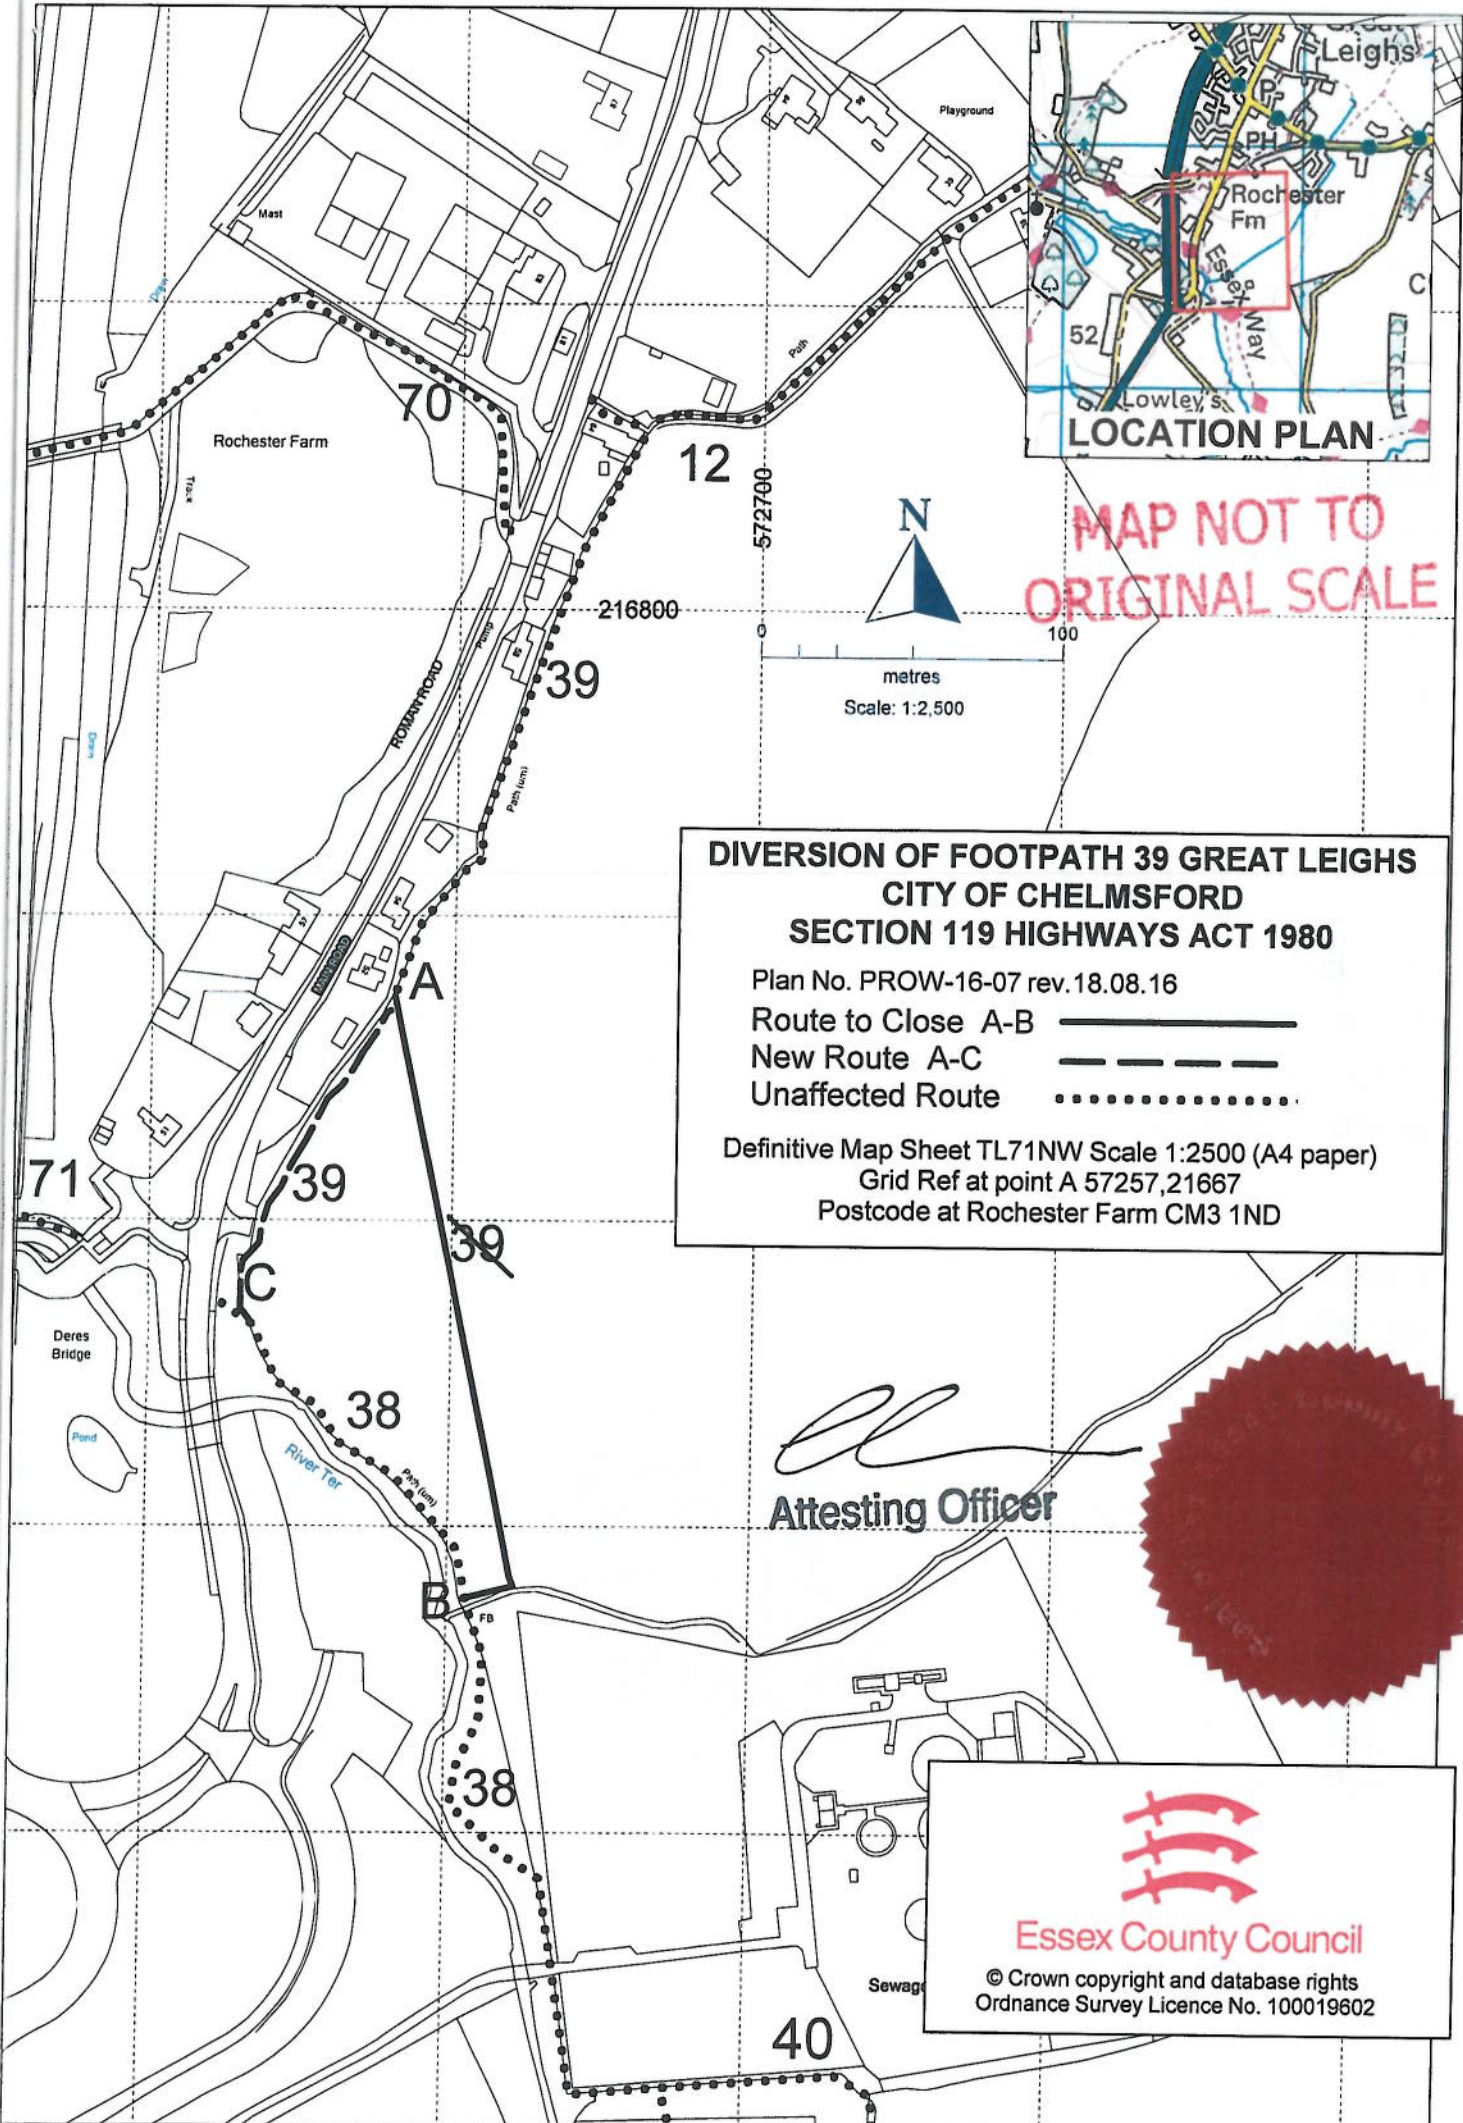 Great
Leighs
P
PH
Rochester
Fm
Essex Way
C
52
Lowley's
LOCATION PLAN
Playground
Mast
Drain
70
Rochester Farm
Track
Path
12
572700
N
MAP NOT TO
ORIGINAL SCALE
216800
0
100
metres
Scale: 1:2,500
Pump
39
ROMAN ROAD
Drain
Path (um)
MAIN ROAD
A
DIVERSION OF FOOTPATH 39 GREAT LEIGHS
CITY OF CHELMSFORD
SECTION 119 HIGHWAYS ACT 1980
Plan No. PROW-16-07 rev.18.08.16
Route to Close A-B
New Route A-C
Unaffected Route
Definitive Map Sheet TL71NW Scale 1:2500 (A4 paper)
Grid Ref at point A 57257,21667
Postcode at Rochester Farm CM3 1ND
71
39
39
C
Deres
Bridge
38
Pond
River Ter
Path (um)
Attesting Officer
B
FB
38
Essex County Council
© Crown copyright and database rights
Ordnance Survey Licence No. 100019602
Sewag
40